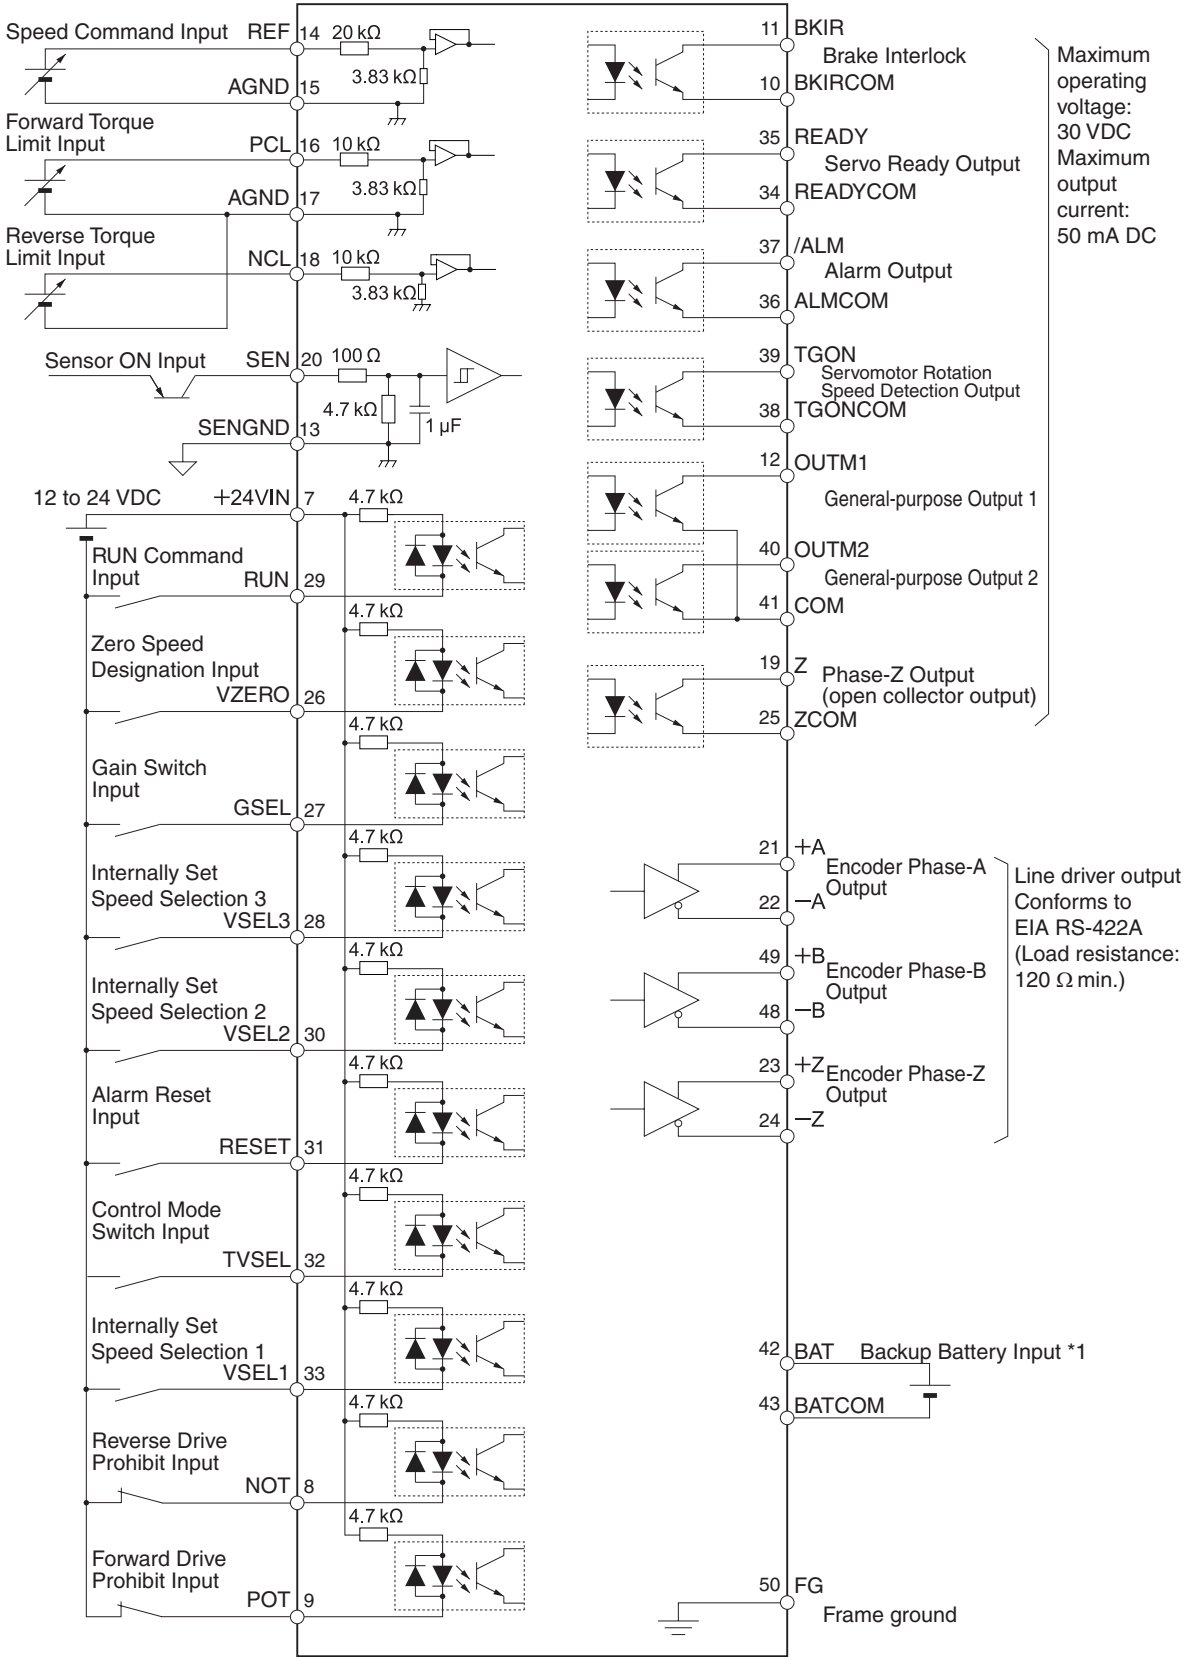 Speed Command Input REF 14 20 kΩ
3.83 kΩ
AGND 15
Forward Torque
Limit Input PCL 16 10 kΩ
3.83 kΩ
AGND 17
Reverse Torque
Limit Input NCL 18 10 kΩ
3.83 kΩ
Sensor ON Input SEN 20 100 Ω
4.7 kΩ
1 µF
SENGND 13
12 to 24 VDC +24VIN 7 4.7 kΩ
RUN Command
Input
RUN 29
4.7 kΩ
Zero Speed
Designation Input
VZERO 26
4.7 kΩ
Gain Switch
Input
GSEL 27
4.7 kΩ
Internally Set
Speed Selection 3
VSEL3 28
4.7 kΩ
Internally Set
Speed Selection 2
VSEL2 30
4.7 kΩ
Alarm Reset
Input
RESET 31
4.7 kΩ
Control Mode
Switch Input
TVSEL 32
4.7 kΩ
Internally Set
Speed Selection 1
VSEL1 33
4.7 kΩ
Reverse Drive
Prohibit Input
NOT 8
4.7 kΩ
Forward Drive
Prohibit Input
POT 9
11 BKIR
Brake Interlock
10 BKIRCOM
35 READY
Servo Ready Output
34 READYCOM
37 /ALM
Alarm Output
36 ALMCOM
39 TGON
Servomotor Rotation
Speed Detection Output
38 TGONCOM
12 OUTM1
General-purpose Output 1
40 OUTM2
General-purpose Output 2
41 COM
19 Z
Phase-Z Output
(open collector output)
25 ZCOM
Maximum
operating
voltage:
30 VDC
Maximum
output
current:
50 mA DC
21 +A
Encoder Phase-A
Output
22 −A
49 +B
Encoder Phase-B
Output
48 −B
23 +Z
Encoder Phase-Z
Output
24 −Z
Line driver output
Conforms to
EIA RS-422A
(Load resistance:
120 Ω min.)
42 BAT Backup Battery Input *1
43 BATCOM
50 FG
Frame ground